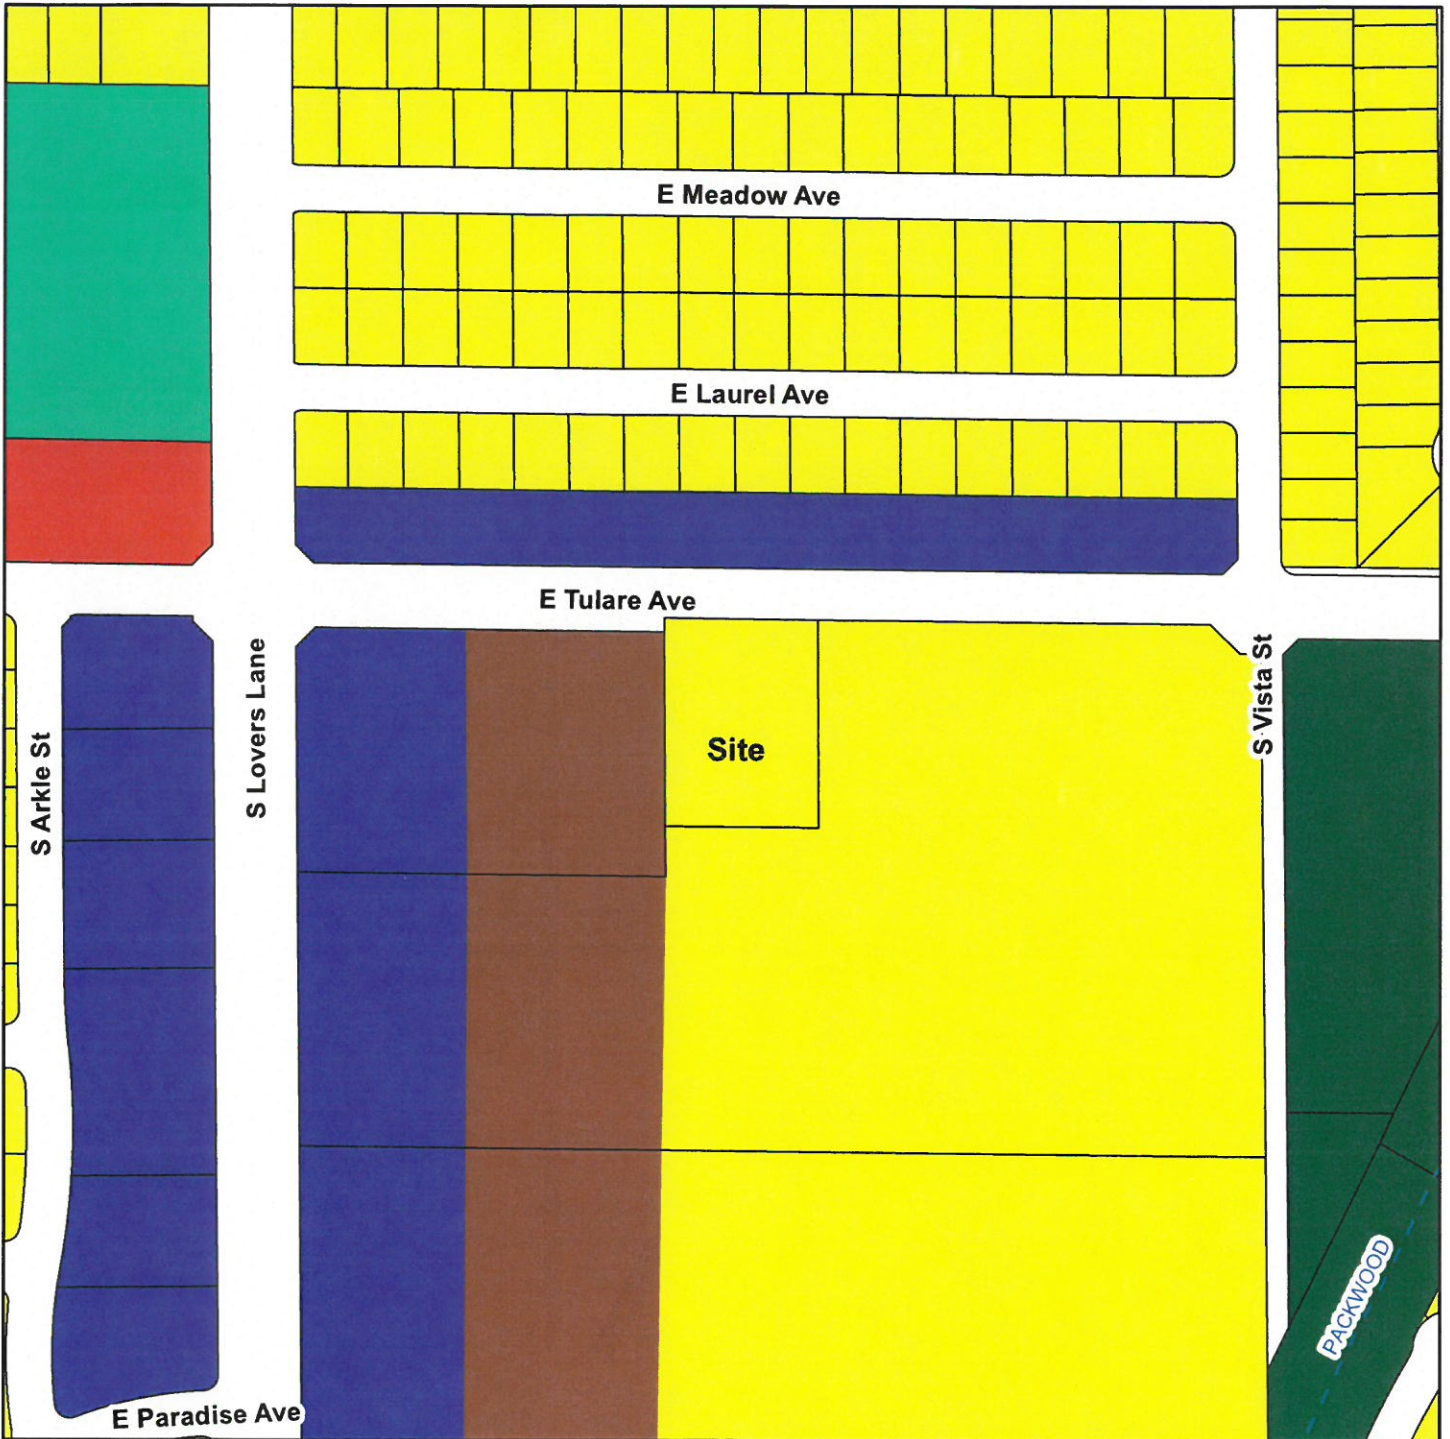 E Meadow Ave
E Laurel Ave
E Tulare Ave
S Arkle St
S Lovers Lane
Site
S Vista St
PACKWOOD
E Paradise Ave